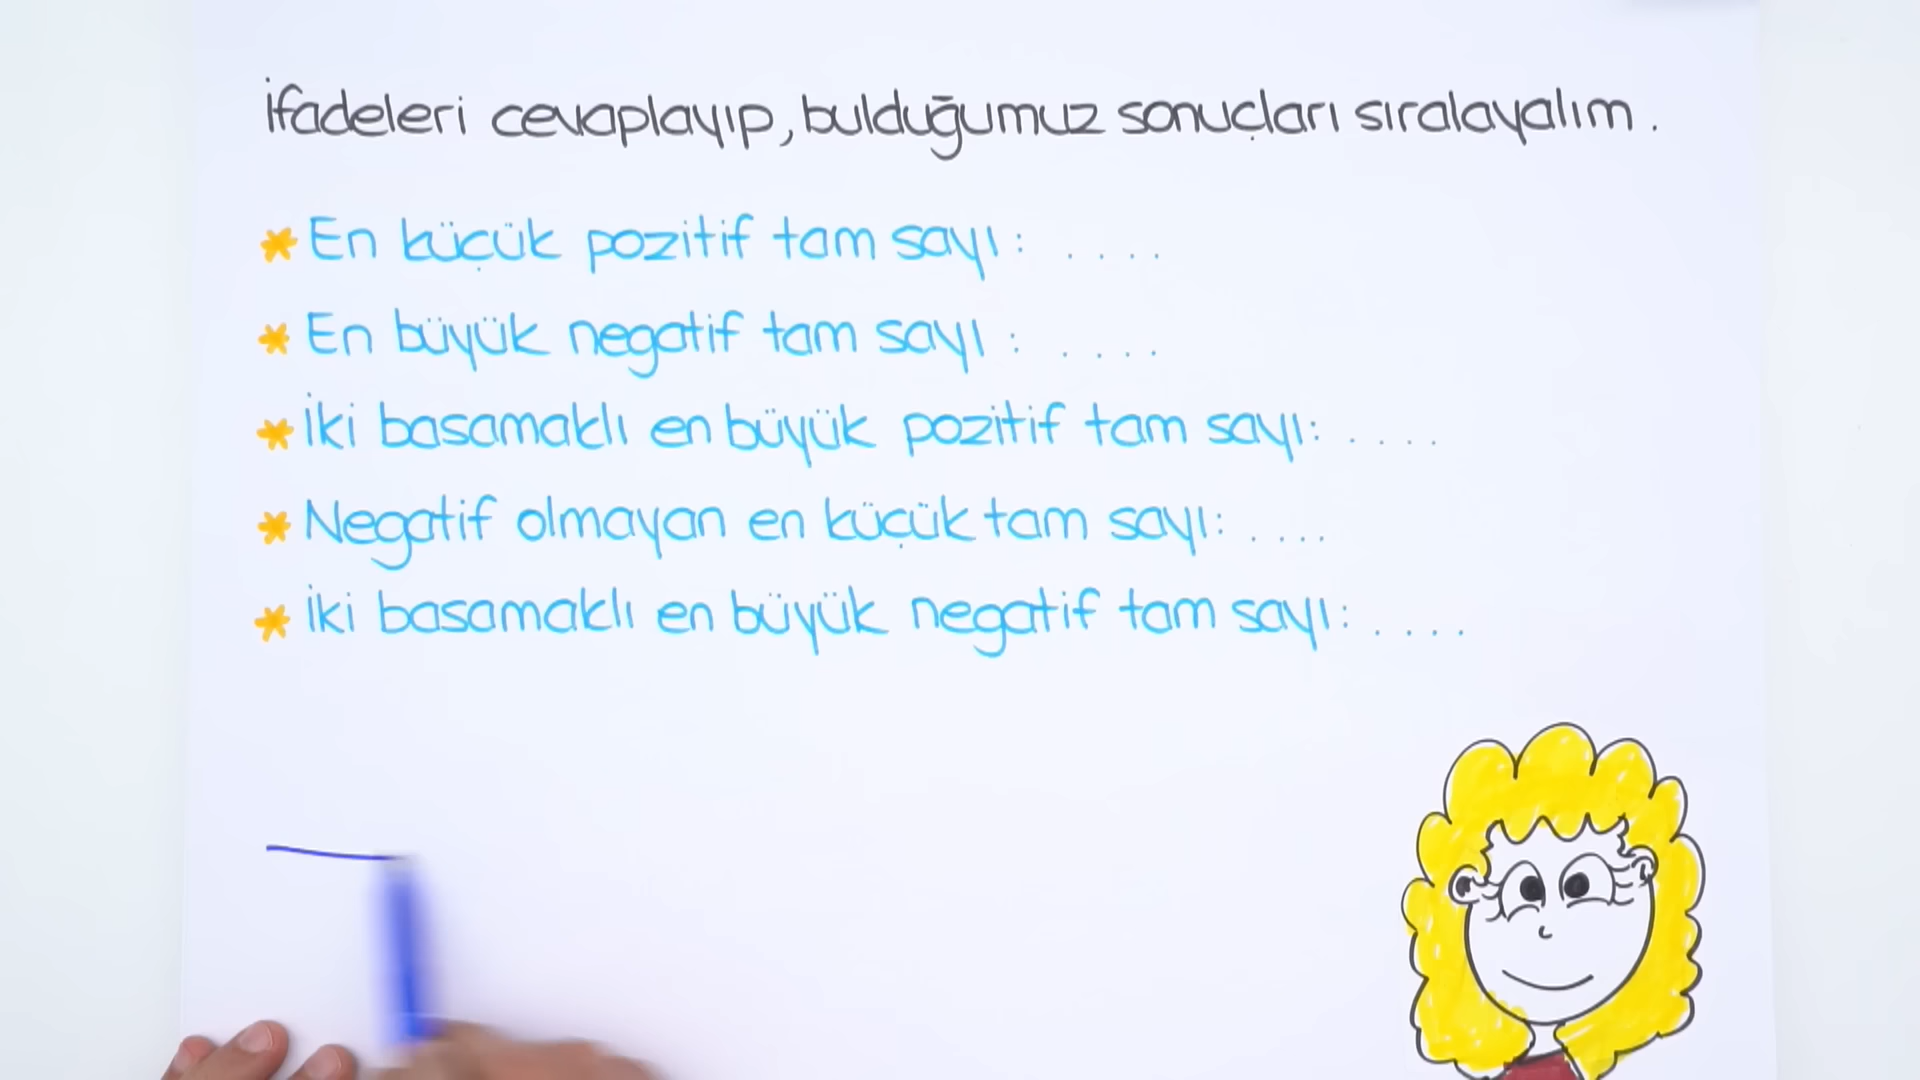 İfadeleri cevaplayıp, bulduğumuz sonuçları sıralayalım.
* En küçük pozitif tam sayı: ....
* En büyük negatif tam sayı : ....
* İki basamaklı en büyük pozitif tam sayı: ....
* Negatif olmayan en küçük tam sayı: ....
* İki basamaklı en büyük negatif tam sayı: ....